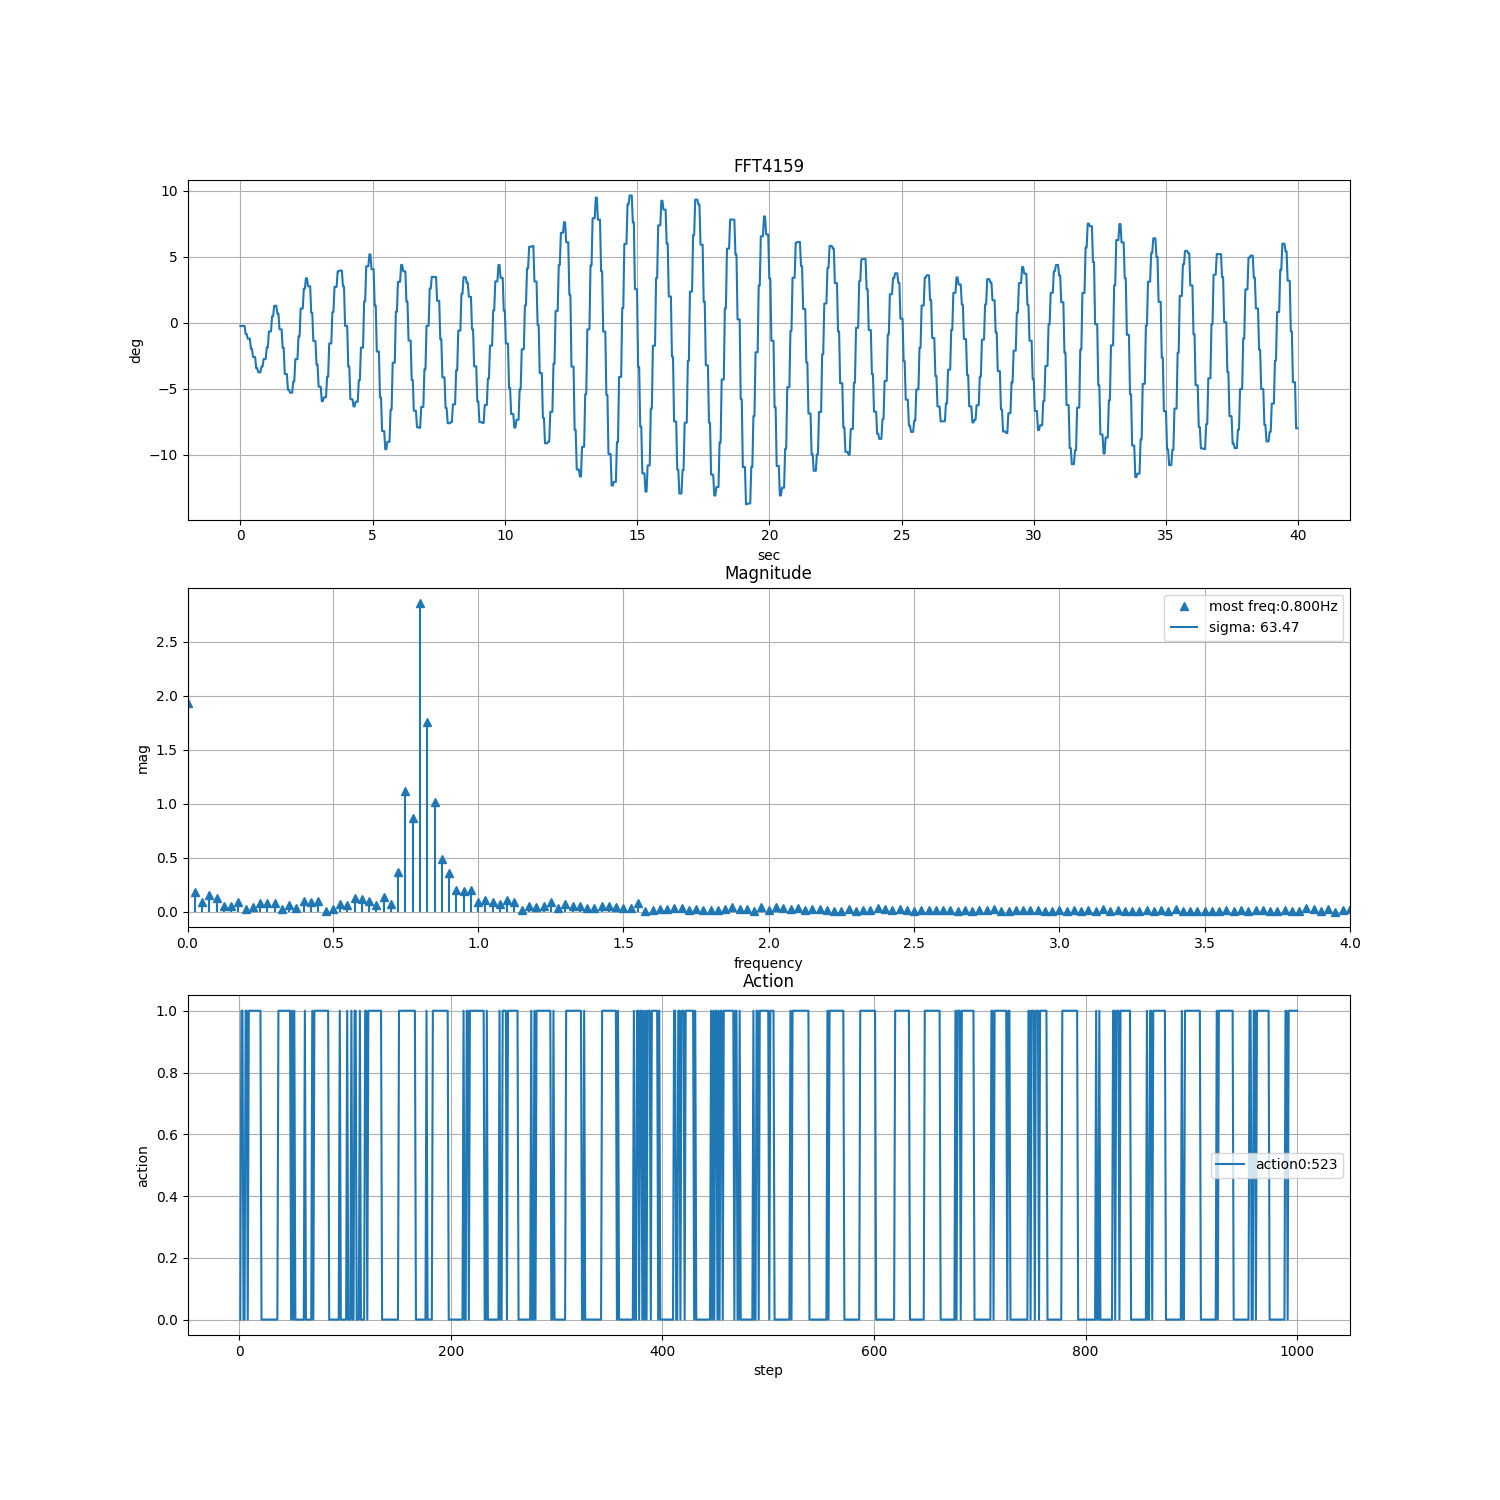 FFT4159
10
5
0
−5
−10
deg
0 5 10 15 20 25 30 35 40
sec
Magnitude
most freq:0.800Hz
sigma: 63.47
2.5
2.0
1.5
1.0
0.5
0.0
mag
0.0 0.5 1.0 1.5 2.0 2.5 3.0 3.5 4.0
frequency
Action
1.0
0.8
0.6
0.4
0.2
0.0
action
action0:523
0 200 400 600 800 1000
step